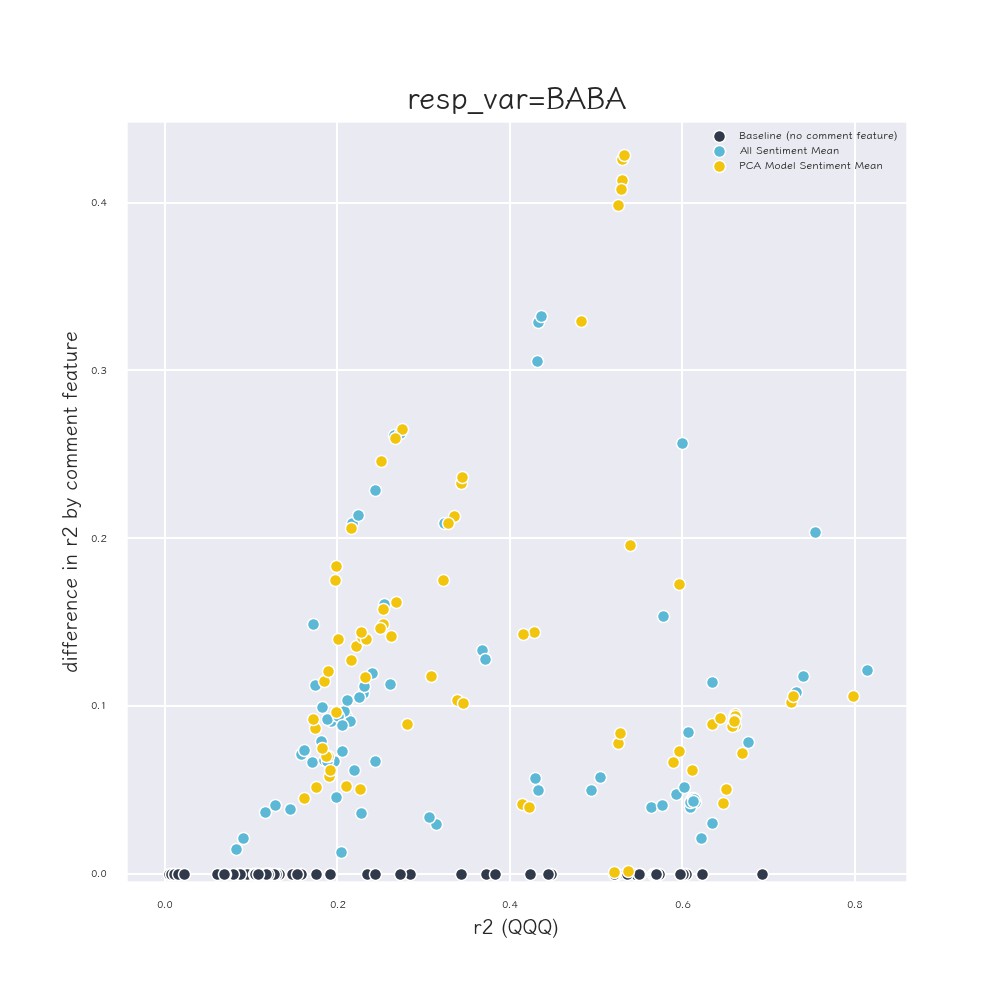 resp_var=BABA
Baseline (no comment feature)
All Sentiment Mean
PCA Model Sentiment Mean
difference in r2 by comment feature
0.4
0.3
0.2
0.1
0.0
0.0 0.2 0.4 0.6 0.8
r2 (QQQ)